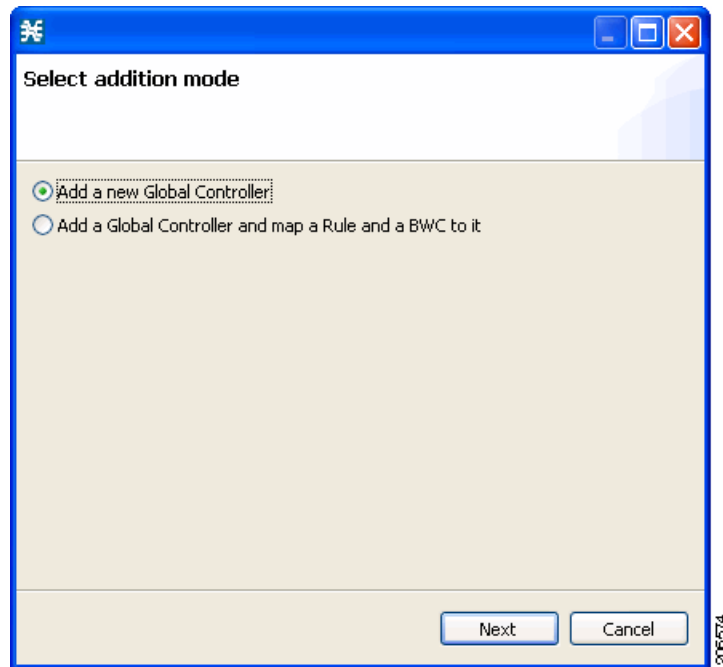 Select addition mode
Add a new Global Controller
Add a Global Controller and map a Rule and a BWC to it
Next
Cancel